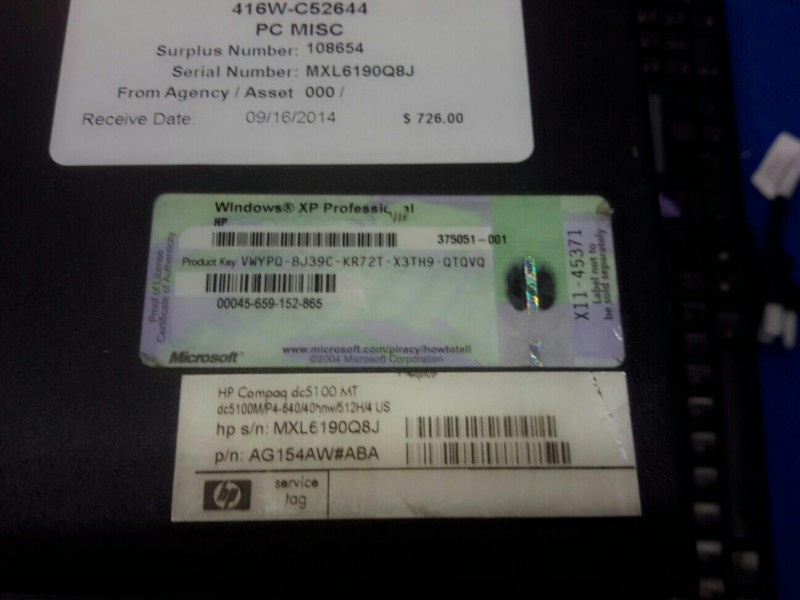 416W-C52644
PC MISC
Surplus Number: 108654
Serial Number: MXL6190Q8J
From Agency / Asset 000 /
Receive Date: 09/16/2014 $ 726.00
Windows® XP Professional
HP
375051-001
Product Key: VWYPQ-8J39C-KR72T-X3TH9-QTQVQ
00045-659-152-865
Proof of License
Certificate of Authenticity
X11-45371
Label not to
be sold separately
Microsoft®
www.microsoft.com/piracy/howtotell
©2004 Microsoft Corporation
HP Compaq dc5100 MT
dc5100M/P4-640/40hnw/512H/4 US
hp s/n: MXL6190Q8J
p/n: AG154AW#ABA
hp
service
tag